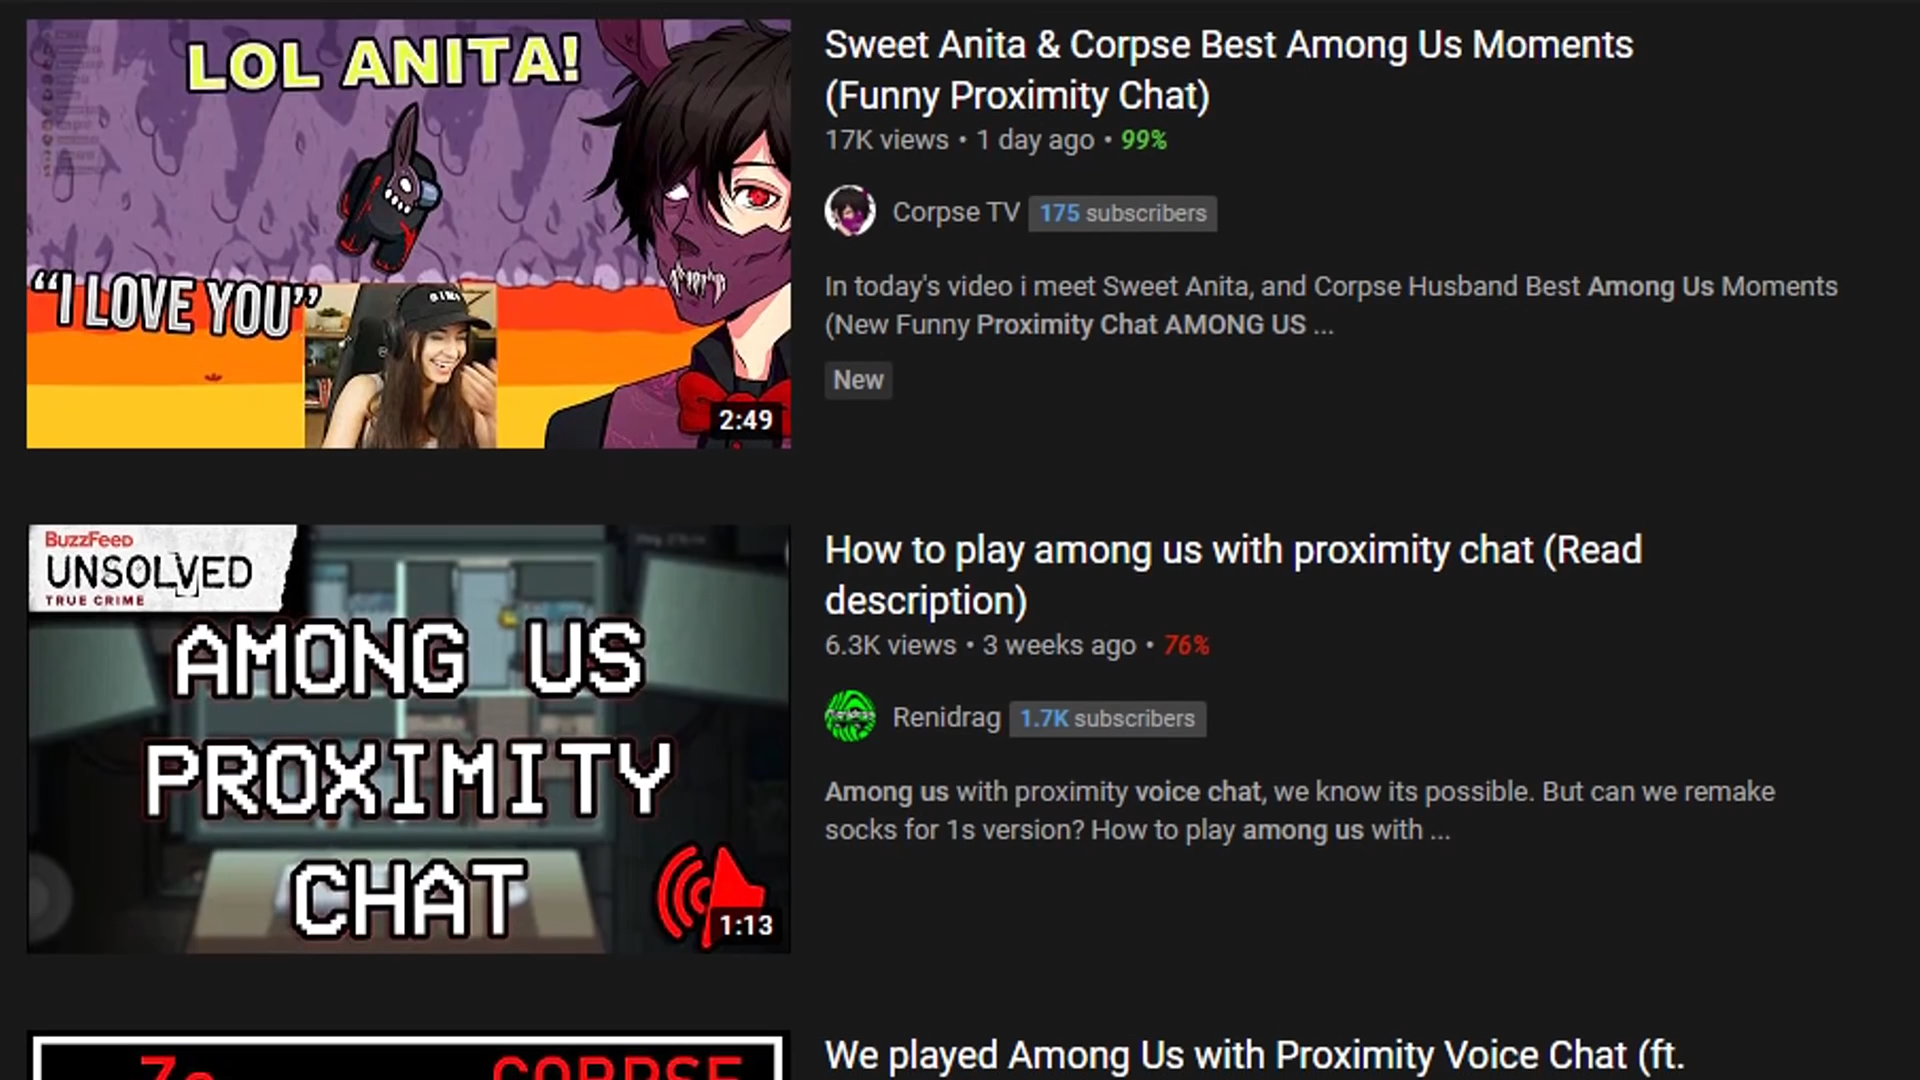 LOL ANITA!
“I LOVE YOU”
2:49
Sweet Anita & Corpse Best Among Us Moments
(Funny Proximity Chat)
17K views • 1 day ago • 99%
Corpse TV 175 subscribers
In today's video i meet Sweet Anita, and Corpse Husband Best Among Us Moments
(New Funny Proximity Chat AMONG US ...
New
BuzzFeed
UNSOLVED
TRUE CRIME
AMONG US
PROXIMITY
CHAT
1:13
How to play among us with proximity chat (Read
description)
6.3K views • 3 weeks ago • 76%
Renidrag 1.7K subscribers
Among us with proximity voice chat, we know its possible. But can we remake
socks for 1s version? How to play among us with ...
CORPSE
We played Among Us with Proximity Voice Chat (ft.